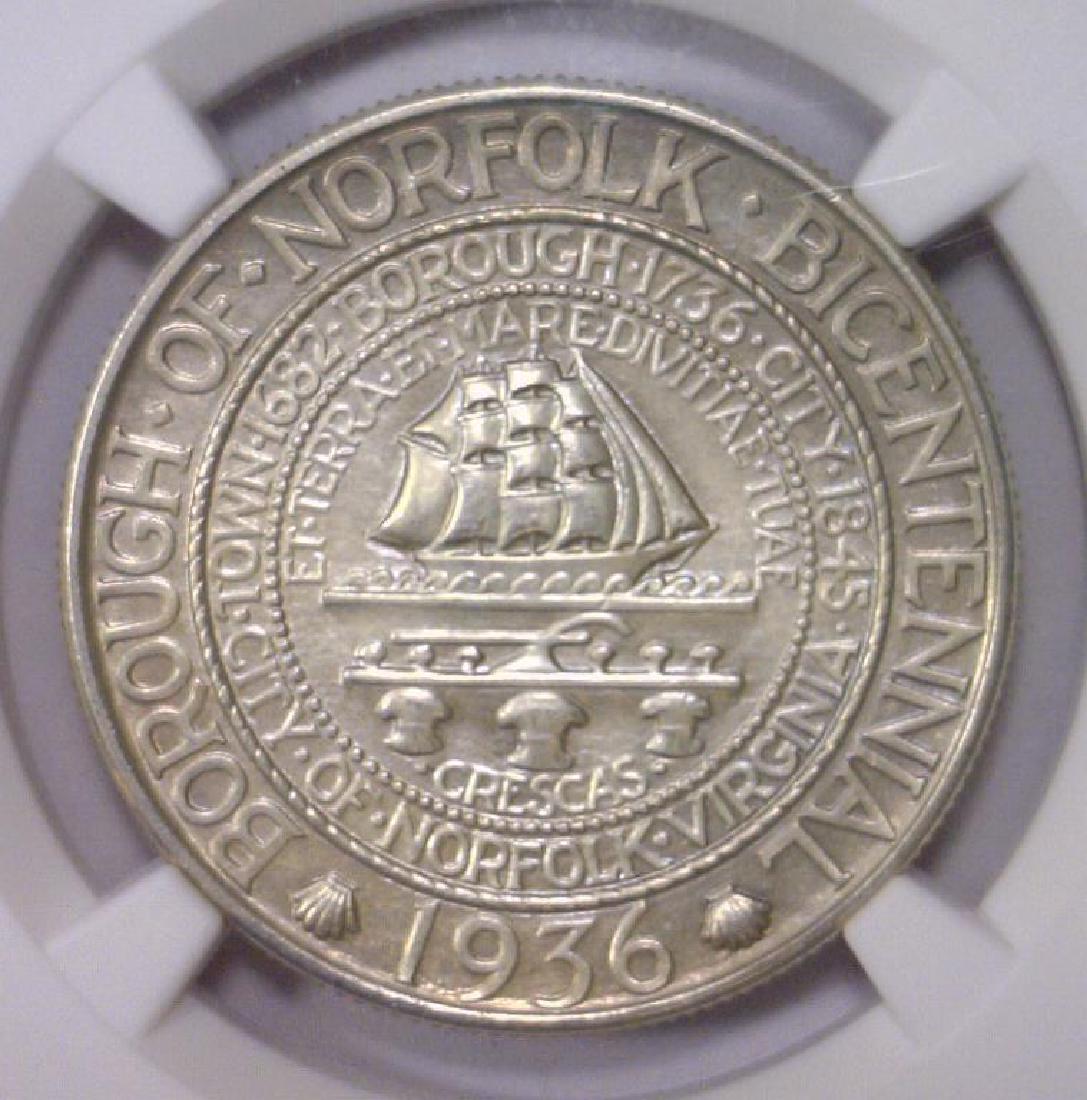 BOROUGH · OF · NORFOLK · BICENTENNIAL
1936
TOWN · 1682 · BOROUGH · 1736 · CITY · 1845 · VIRGINIA
CITY · OF · NORFOLK ·
ET · TERRA · ET · MARE · DIVITIAE · TUAE
· CRESCAS ·